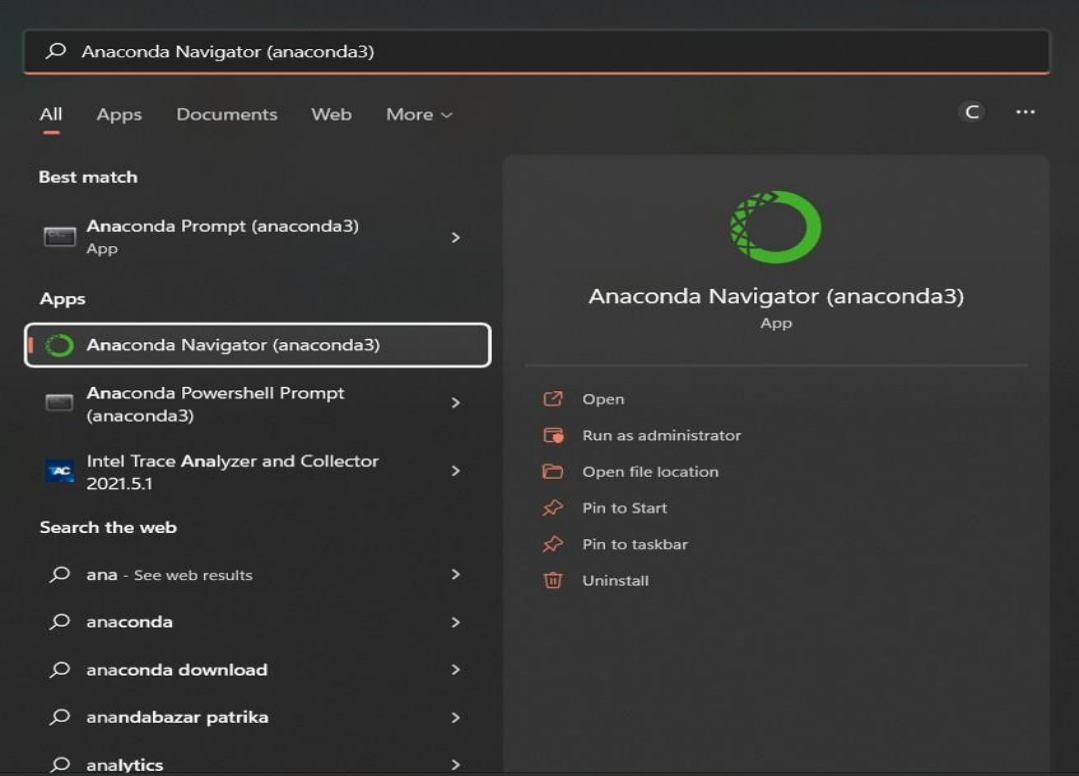 Anaconda Navigator (anaconda3)
All Apps Documents Web More
C
Best match
Anaconda Prompt (anaconda3)
App
Apps
Anaconda Navigator (anaconda3)
Anaconda Powershell Prompt
(anaconda3)
AC
Intel Trace Analyzer and Collector
2021.5.1
Search the web
ana - See web results
anaconda
anaconda download
anandabazar patrika
analytics
Anaconda Navigator (anaconda3)
App
Open
Run as administrator
Open file location
Pin to Start
Pin to taskbar
Uninstall